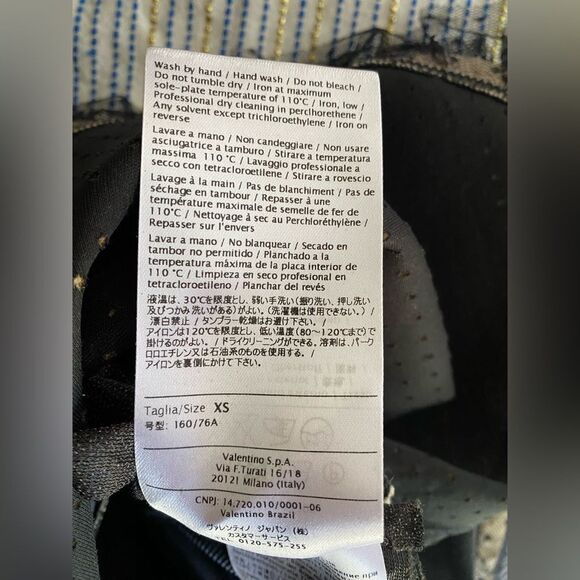 Wash by hand / Hand wash / Do not bleach /
Do not tumble dry / Iron at maximum
sole-plate temperature of 110°C / Iron, low /
Professional dry cleaning in perclhorethene /
Any solvent except trichloroethylene / Iron on
reverse
Lavare a mano / Non candeggiare / Non usare
asciugatrice a tamburo / Stirare a temperatura
massima 110 °C / Lavaggio professionale a
secco con tetracloroetilene / Stirare a rovescio
Lavage à la main / Pas de blanchiment / Pas de
séchage en tambour / Repasser à une
température maximale de semelle de fer de
110°C / Nettoyage à sec au Perchloréthylène /
Repasser sur l'envers
Lavar a mano / No blanquear / Secado en
tambor no permitido / Planchado a la
temperatura máxima de la placa interior de
110 °C / Limpieza en seco profesional en
tetracloroetileno / Planchar del revés
液温は、30℃を限度とし、弱い手洗い(振り洗い、押し洗い
及びつかみ洗いがある)がよい。(洗濯機は使用できない。) /
漂白禁止 / タンブラー乾燥はお避け下さい。 /
アイロンは120℃を限度とし、低い温度(80～120℃まで)で
掛けるのがよい。 / ドライクリーニングができる。溶剤は、パーク
ロロエチレン又は石油系のものを使用する。 /
アイロンを裏側にかけて下さい。
Taglia/Size XS
号型: 160/76A
Valentino S.p.A.
Via F.Turati 16/18
20121 Milano (Italy)
CNPJ: 14.720.010/0001-06
Valentino Brazil
ヴァレンティノ ジャパン (株)
カスタマーサービス
TEL 0120-575-255